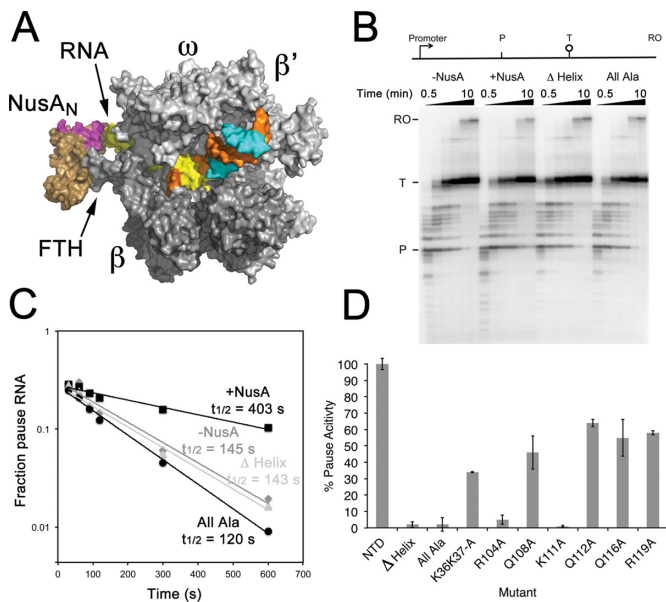 A
RNA
ω
β'
NusAN
FTH
β
B
Promoter P T RO
-NusA +NusA Δ Helix All Ala
Time (min) 0.5 10 0.5 10 0.5 10 0.5 10
RO
T
P
C
Fraction pause RNA
1
0.1
0.01
+NusA
t1/2 = 403 s
-NusA
t1/2 = 145 s
Δ Helix
t1/2 = 143 s
All Ala
t1/2 = 120 s
0 100 200 300 400 500 600 700
Time (s)
D
% Pause Acitivty
100
90
80
70
60
50
40
30
20
10
0
NTD
Δ Helix
All Ala
K36K37-A
R104A
Q108A
K111A
Q112A
Q116A
R119A
Mutant